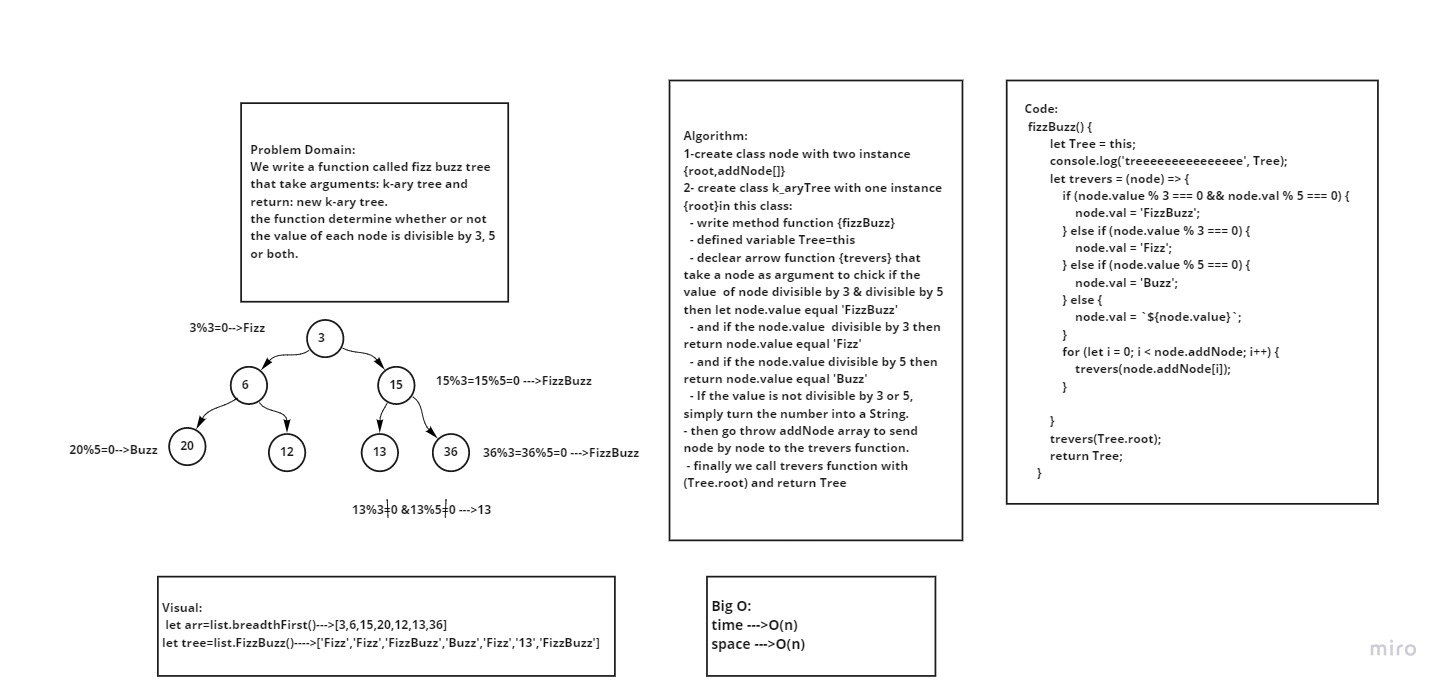 Problem Domain:
We write a function called fizz buzz tree
that take arguments: k-ary tree and
return: new k-ary tree.
the function determine whether or not
the value of each node is divisible by 3, 5
or both.
3%3=0-->Fizz
3
6
15
15%3=15%5=0 --->FizzBuzz
20%5=0-->Buzz
20
12
13
36
36%3=36%5=0 --->FizzBuzz
13%3‡0 &13%5‡0 --->13
Visual:
let arr=list.breadthFirst()--->[3,6,15,20,12,13,36]
let tree=list.FizzBuzz()---->['Fizz','Fizz','FizzBuzz','Buzz','Fizz','13','FizzBuzz']
Algorithm:
1-create class node with two instance
{root,addNode[]}
2- create class k_aryTree with one instance
{root}in this class:
- write method function {fizzBuzz}
- defined variable Tree=this
- declear arrow function {trevers} that
take a node as argument to chick if the
value of node divisible by 3 & divisible by 5
then let node.value equal 'FizzBuzz'
- and if the node.value divisible by 3 then
return node.value equal 'Fizz'
- and if the node.value divisible by 5 then
return node.value equal 'Buzz'
- If the value is not divisible by 3 or 5,
simply turn the number into a String.
- then go throw addNode array to send
node by node to the trevers function.
- finally we call trevers function with
(Tree.root) and return Tree
Big O:
time --->O(n)
space --->O(n)
Code:
fizzBuzz() {
let Tree = this;
console.log('treeeeeeeeeeeeeee', Tree);
let trevers = (node) => {
if (node.value % 3 === 0 && node.val % 5 === 0) {
node.val = 'FizzBuzz';
} else if (node.value % 3 === 0) {
node.val = 'Fizz';
} else if (node.value % 5 === 0) {
node.val = 'Buzz';
} else {
node.val = `${node.value}`;
}
for (let i = 0; i < node.addNode; i++) {
trevers(node.addNode[i]);
}
}
trevers(Tree.root);
return Tree;
}
miro